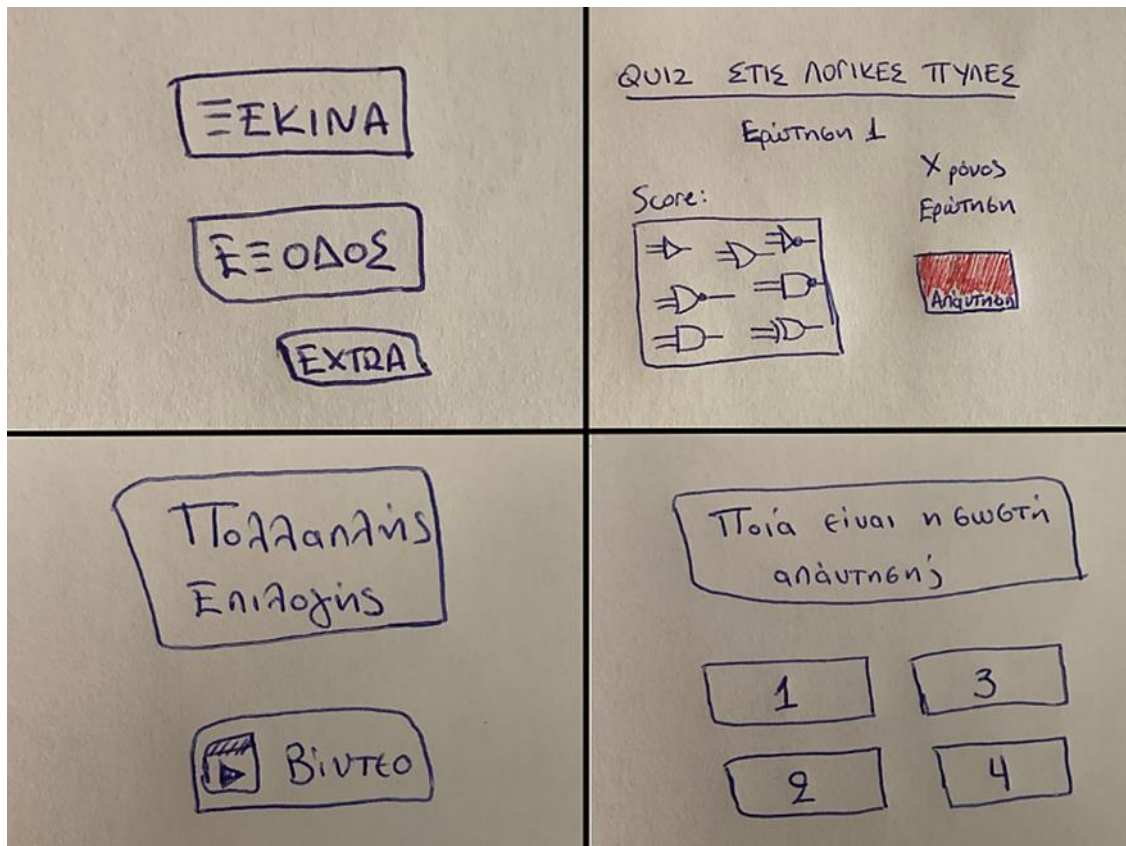 ΞΕΚΙΝΑ
ΕΞΟΔΟΣ
EXTRA
QUIZ ΣΤΙΣ ΛΟΓΙΚΕΣ ΠΥΛΕΣ
Ερώτηση 1
Score:
Χρόνος
Ερώτηση
Απάντηση
Πολλαπλής
Επιλογής
Βίντεο
Ποιά είναι η σωστή
απάντηση;
1
3
2
4